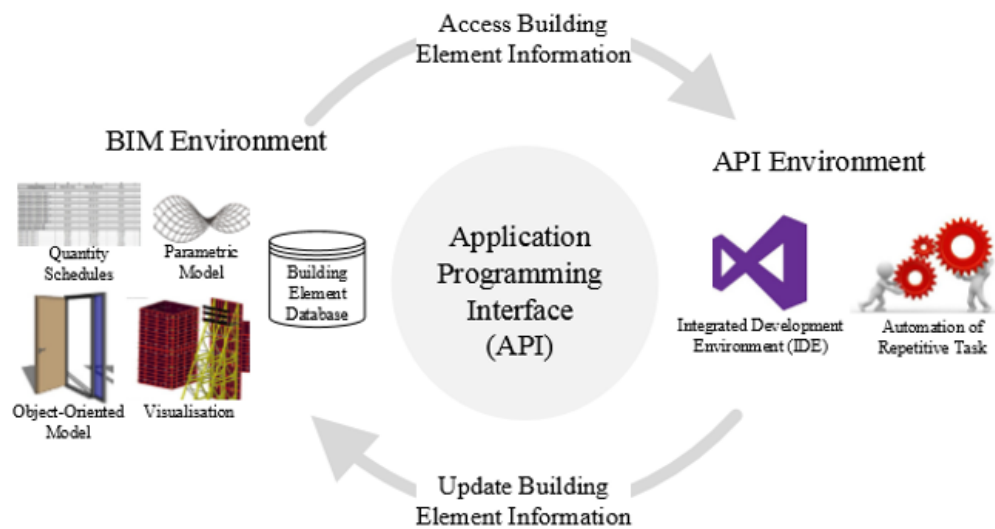 Access Building
Element Information
BIM Environment
API Environment
Quantity
Schedules
Parametric
Model
Building
Element
Database
Object-Oriented
Model
Visualisation
Application
Programming
Interface
(API)
Integrated Development
Environment (IDE)
Automation of
Repetitive Task
Update Building
Element Information